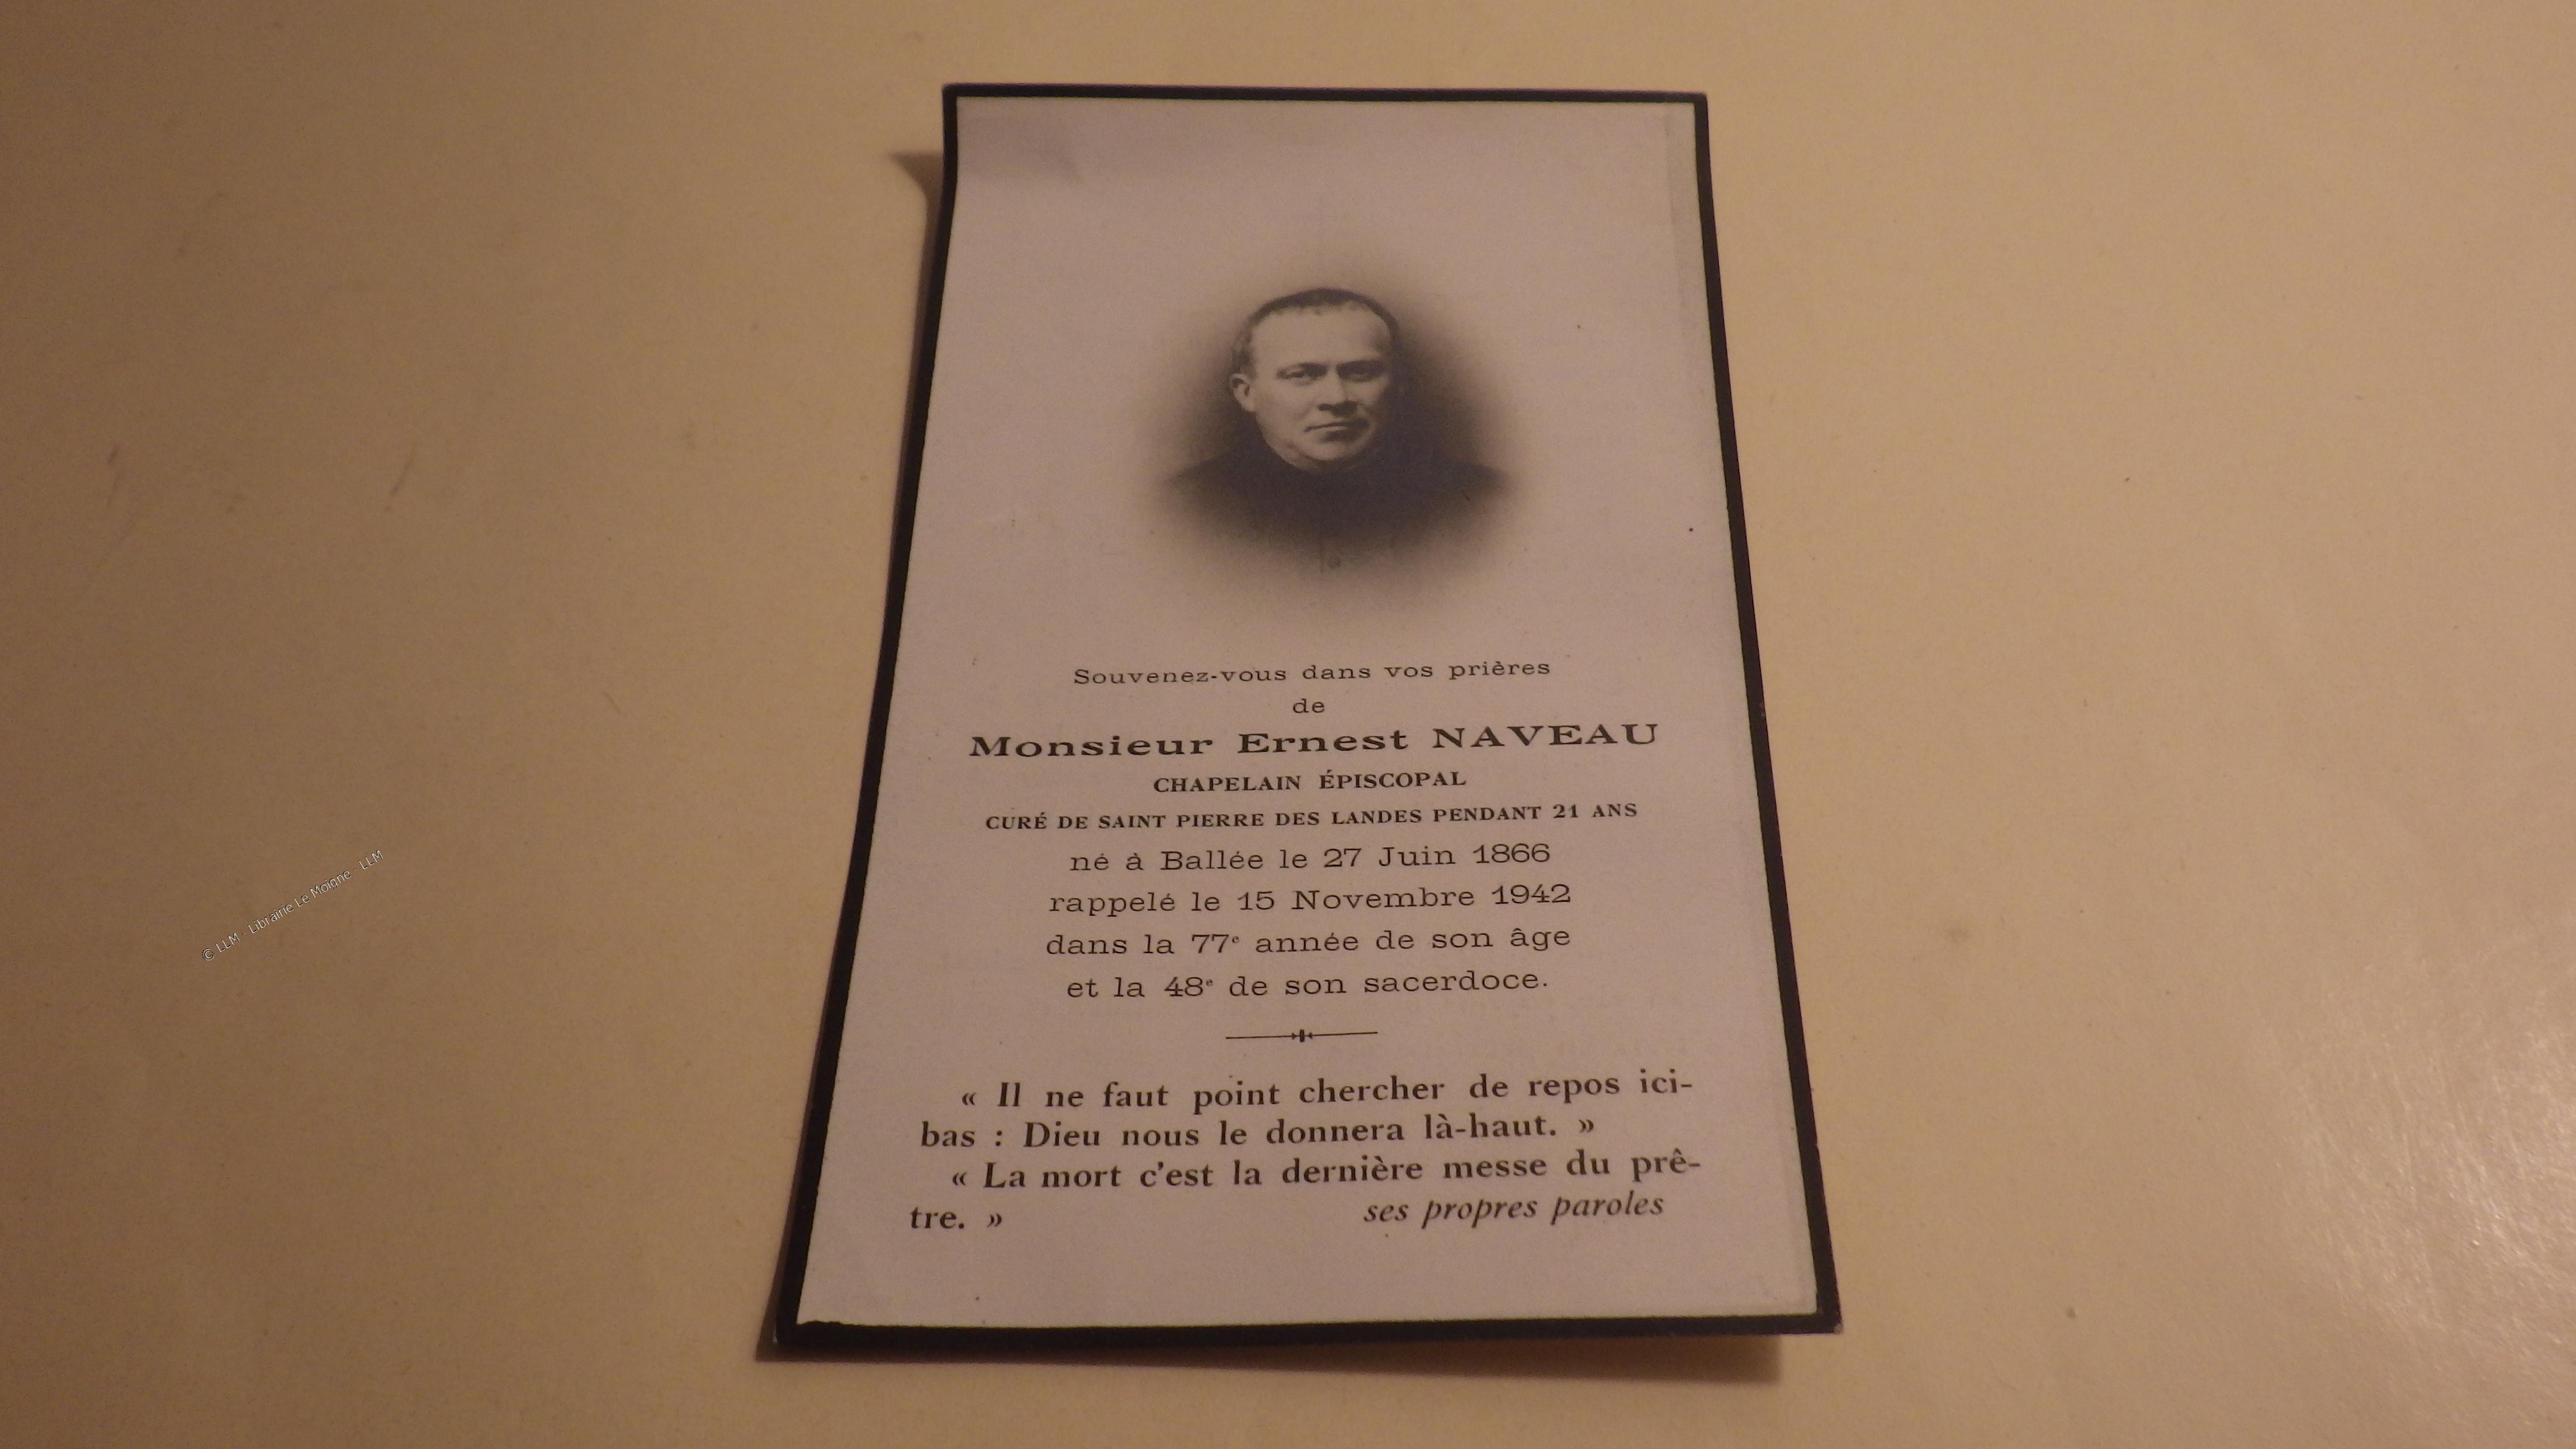 Souvenez-vous dans vos prières
de
Monsieur Ernest NAVEAU
CHAPELAIN ÉPISCOPAL
CURÉ DE SAINT PIERRE DES LANDES PENDANT 21 ANS
né à Ballée le 27 Juin 1866
rappelé le 15 Novembre 1942
dans la 77e année de son âge
et la 48e de son sacerdoce.
« Il ne faut point chercher de repos ici-
bas : Dieu nous le donnera là-haut. »
« La mort c'est la dernière messe du prê-
tre. » ses propres paroles
© LLM - Librairie Le Moigne - LLM